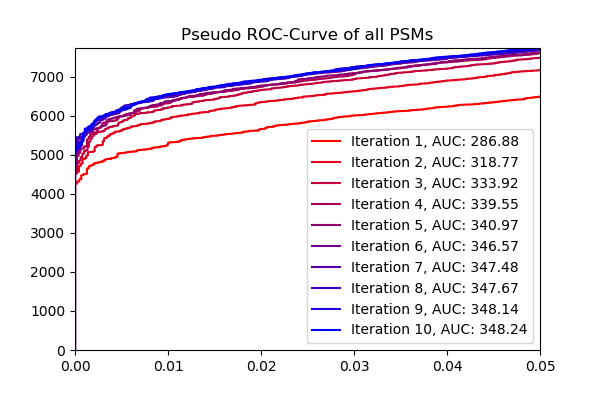 Pseudo ROC-Curve of all PSMs
7000
6000
5000
4000
3000
2000
1000
0
Iteration 1, AUC: 286.88
Iteration 2, AUC: 318.77
Iteration 3, AUC: 333.92
Iteration 4, AUC: 339.55
Iteration 5, AUC: 340.97
Iteration 6, AUC: 346.57
Iteration 7, AUC: 347.48
Iteration 8, AUC: 347.67
Iteration 9, AUC: 348.14
Iteration 10, AUC: 348.24
0.00 0.01 0.02 0.03 0.04 0.05